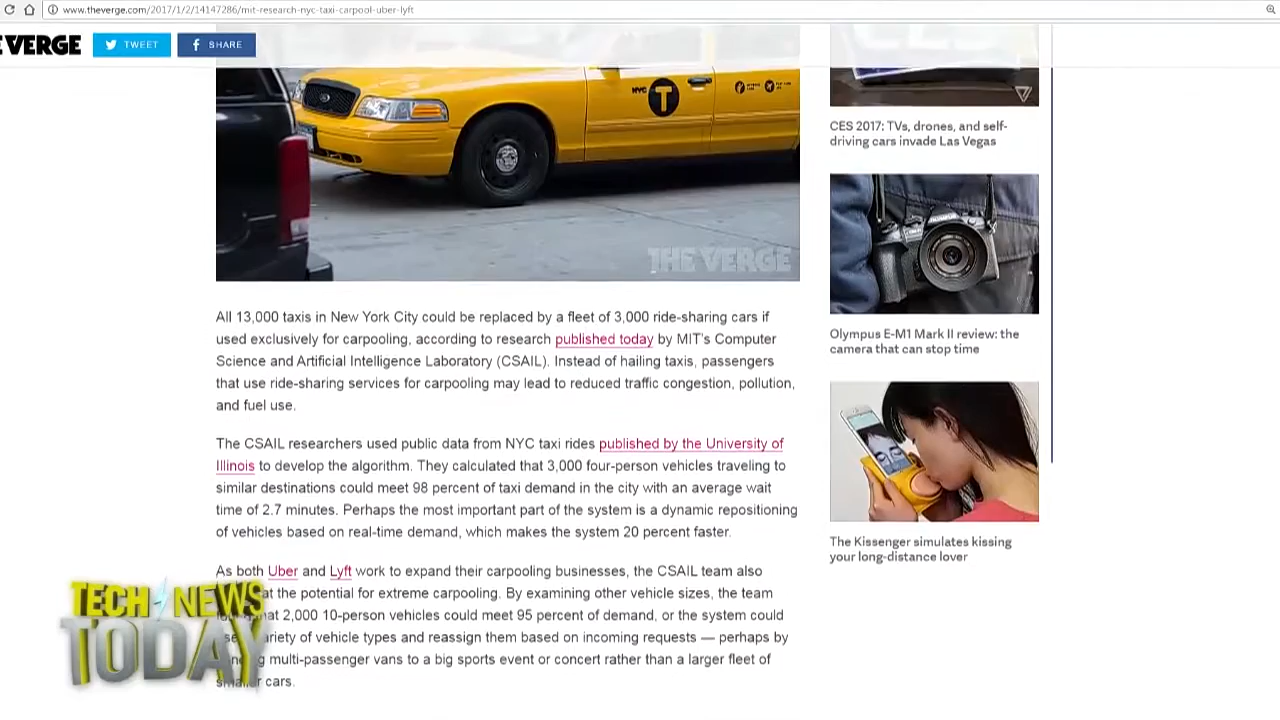 www.theverge.com/2017/1/2/14147286/mit-research-nyc-taxi-carpool-uber-lyft
E VERGE
TWEET
SHARE
NYC T
THE VERGE
CES 2017: TVs, drones, and self-
driving cars invade Las Vegas
Olympus E-M1 Mark II review: the
camera that can stop time
The Kissenger simulates kissing
your long-distance lover
All 13,000 taxis in New York City could be replaced by a fleet of 3,000 ride-sharing cars if
used exclusively for carpooling, according to research published today by MIT's Computer
Science and Artificial Intelligence Laboratory (CSAIL). Instead of hailing taxis, passengers
that use ride-sharing services for carpooling may lead to reduced traffic congestion, pollution,
and fuel use.
The CSAIL researchers used public data from NYC taxi rides published by the University of
Illinois to develop the algorithm. They calculated that 3,000 four-person vehicles traveling to
similar destinations could meet 98 percent of taxi demand in the city with an average wait
time of 2.7 minutes. Perhaps the most important part of the system is a dynamic repositioning
of vehicles based on real-time demand, which makes the system 20 percent faster.
As both Uber and Lyft work to expand their carpooling businesses, the CSAIL team also
at the potential for extreme carpooling. By examining other vehicle sizes, the team
2,000 10-person vehicles could meet 95 percent of demand, or the system could
of vehicle types and reassign them based on incoming requests — perhaps by
multi-passenger vans to a big sports event or concert rather than a larger fleet of
cars.
TECH NEWS
TODAY